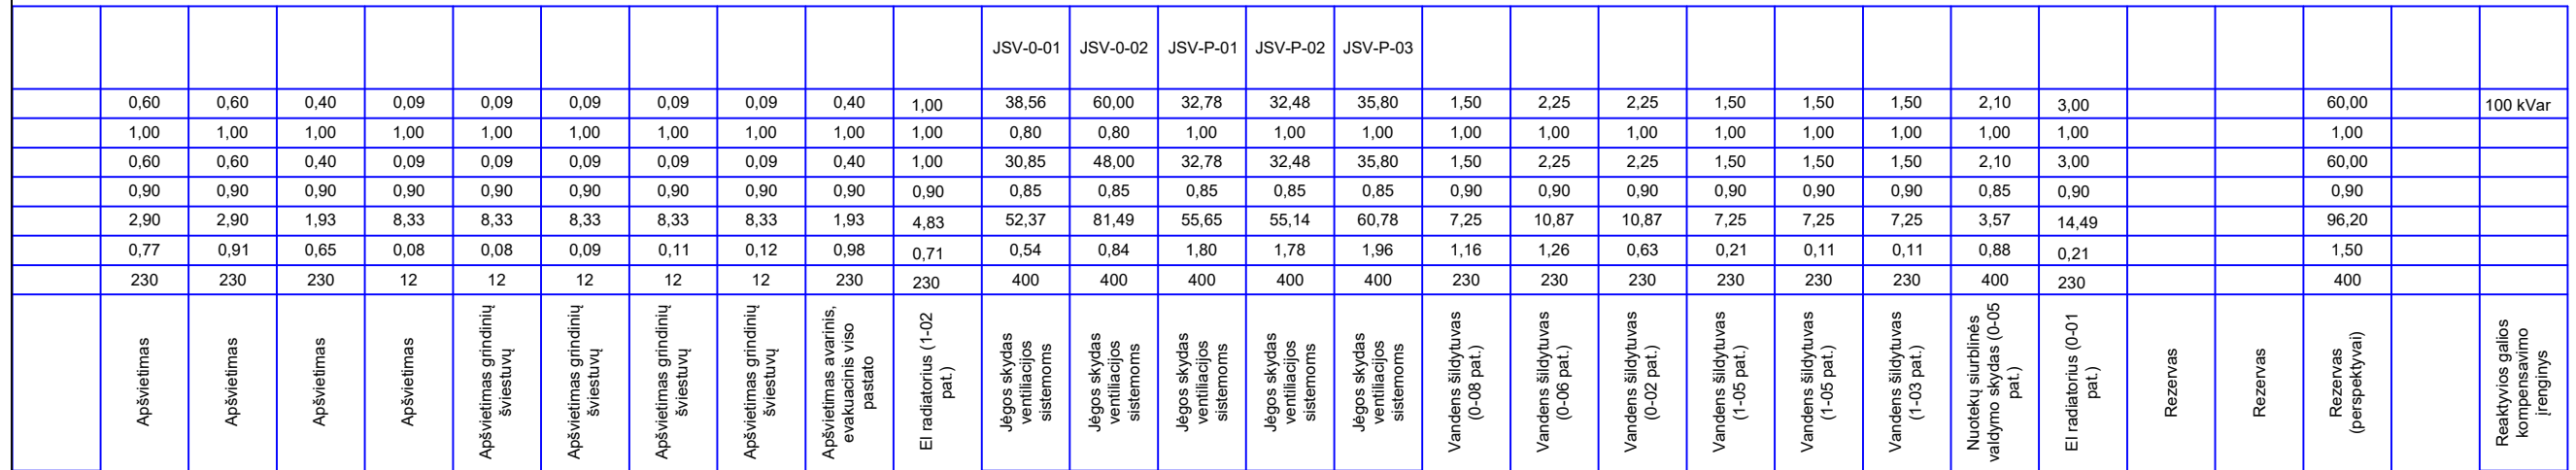 JSV-0-01 JSV-0-02 JSV-P-01 JSV-P-02 JSV-P-03
0,60 0,60 0,40 0,09 0,09 0,09 0,09 0,09 0,40 1,00 38,56 60,00 32,78 32,48 35,80 1,50 2,25 2,25 1,50 1,50 1,50 2,10 3,00 60,00 100 kVar
1,00 1,00 1,00 1,00 1,00 1,00 1,00 1,00 1,00 1,00 0,80 0,80 1,00 1,00 1,00 1,00 1,00 1,00 1,00 1,00 1,00 1,00 1,00 1,00
0,60 0,60 0,40 0,09 0,09 0,09 0,09 0,09 0,40 1,00 30,85 48,00 32,78 32,48 35,80 1,50 2,25 2,25 1,50 1,50 1,50 2,10 3,00 60,00
0,90 0,90 0,90 0,90 0,90 0,90 0,90 0,90 0,90 0,90 0,85 0,85 0,85 0,85 0,85 0,90 0,90 0,90 0,90 0,90 0,90 0,85 0,90 0,90
2,90 2,90 1,93 8,33 8,33 8,33 8,33 8,33 1,93 4,83 52,37 81,49 55,65 55,14 60,78 7,25 10,87 10,87 7,25 7,25 7,25 3,57 14,49 96,20
0,77 0,91 0,65 0,08 0,08 0,09 0,11 0,12 0,98 0,71 0,54 0,84 1,80 1,78 1,96 1,16 1,26 0,63 0,21 0,11 0,11 0,88 0,21 1,50
230 230 230 12 12 12 12 12 230 230 400 400 400 400 400 230 230 230 230 230 230 400 230 400
Apšvietimas
Apšvietimas
Apšvietimas
Apšvietimas
Apšvietimas grindinių
šviestuvų
Apšvietimas grindinių
šviestuvų
Apšvietimas grindinių
šviestuvų
Apšvietimas grindinių
šviestuvų
Apšvietimas avarinis,
evakuacinis viso
pastato
El radiatorius (1-02
pat.)
Jėgos skydas
ventiliacijos
sistemoms
Jėgos skydas
ventiliacijos
sistemoms
Jėgos skydas
ventiliacijos
sistemoms
Jėgos skydas
ventiliacijos
sistemoms
Jėgos skydas
ventiliacijos
sistemoms
Vandens šildytuvas
(0-08 pat.)
Vandens šildytuvas
(0-06 pat.)
Vandens šildytuvas
(0-02 pat.)
Vandens šildytuvas
(1-05 pat.)
Vandens šildytuvas
(1-05 pat.)
Vandens šildytuvas
(1-03 pat.)
Nuotekų siurblinės
valdymo skydas (0-05
pat.)
El radiatorius (0-01
pat.)
Rezervas
Rezervas
Rezervas
(perspektyvai)
Reaktyvios galios
kompensavimo
įrenginys